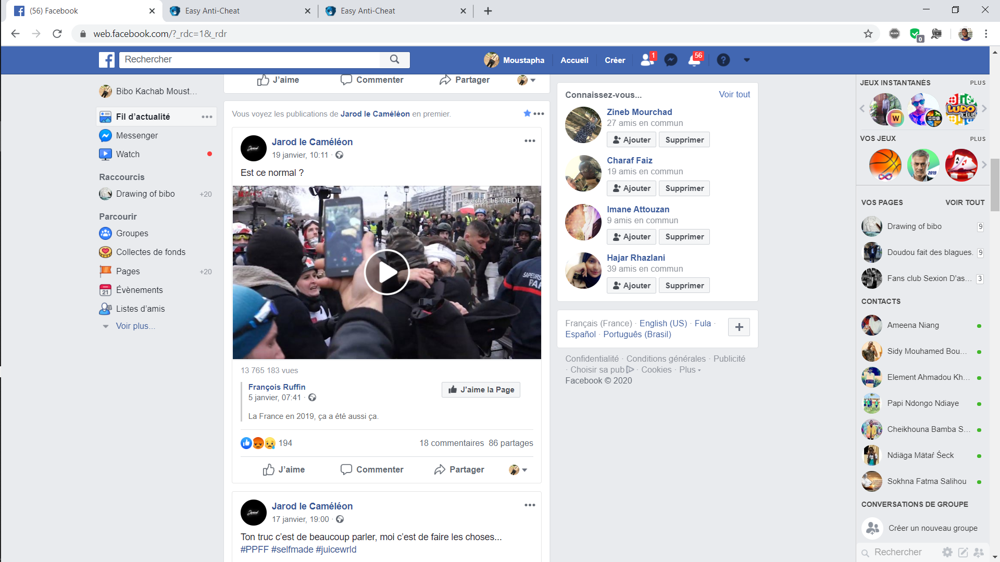 (56) Facebook
Easy Anti-Cheat
Easy Anti-Cheat
web.facebook.com/?_rdc=1&_rdr
0
Rechercher
Moustapha
Accueil
Créer
1
56
Bibo Kachab Moust...
Fil d'actualité
Messenger
Watch
Raccourcis
Drawing of bibo +20
Parcourir
Groupes
Collectes de fonds
Pages +20
21
Évènements
Listes d'amis
Voir plus...
J'aime Commenter Partager
Vous voyez les publications de Jarod le Caméléon en premier.
Jarod le Caméléon
19 janvier, 10:11 ·
Est ce normal ?
Crédits LE MEDIA
SAPEURS
13 765 183 vues
François Ruffin
5 janvier, 07:41 ·
J'aime la Page
La France en 2019, ça a été aussi ça.
194
18 commentaires 86 partages
J'aime Commenter Partager
Jarod le Caméléon
17 janvier, 19:00 ·
Ton truc c'est de beaucoup parler, moi c'est de faire les choses...
#PPFF #selfmade #juicewrld
Connaissez-vous...
Voir tout
Zineb Mourchad
27 amis en commun
Ajouter Supprimer
Charaf Faiz
19 amis en commun
Ajouter Supprimer
Imane Attouzan
9 amis en commun
Ajouter Supprimer
Hajar Rhazlani
39 amis en commun
Ajouter Supprimer
Français (France) · English (US) · Fula ·
Español · Português (Brasil)
Confidentialité · Conditions générales · Publicité
· Choisir sa pub · Cookies · Plus
Facebook © 2020
JEUX INSTANTANÉS PLUS
W
LUDO
CLUB
VOS JEUX PLUS
2019
VOS PAGES VOIR TOUT
Drawing of bibo 9
Doudou fait des blagues. 9
Fans club Sexion D'as... 3
CONTACTS
Ameena Niang
Sidy Mouhamed Bou...
Element Ahmadou Kh...
Papi Ndongo Ndiaye
Cheikhouna Bamba S...
Ndiäga Mätaŕ Śeck
Sokhna Fatma Salihou
CONVERSATIONS DE GROUPE
Créer un nouveau groupe
Rechercher